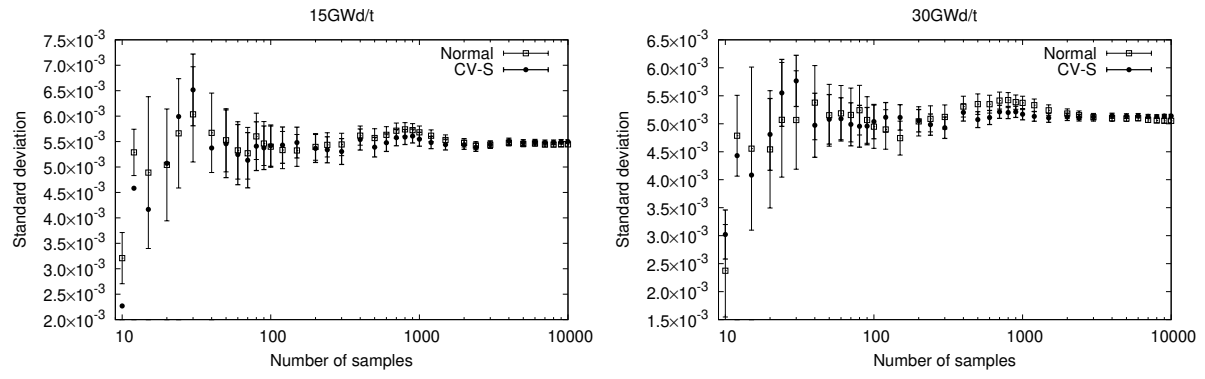 15GWd/t
Standard deviation
7.5×10⁻³
7.0×10⁻³
6.5×10⁻³
6.0×10⁻³
5.5×10⁻³
5.0×10⁻³
4.5×10⁻³
4.0×10⁻³
3.5×10⁻³
3.0×10⁻³
2.5×10⁻³
2.0×10⁻³
Normal
CV-S
10 100 1000 10000
Number of samples
30GWd/t
Standard deviation
6.5×10⁻³
6.0×10⁻³
5.5×10⁻³
5.0×10⁻³
4.5×10⁻³
4.0×10⁻³
3.5×10⁻³
3.0×10⁻³
2.5×10⁻³
2.0×10⁻³
1.5×10⁻³
Normal
CV-S
10 100 1000 10000
Number of samples